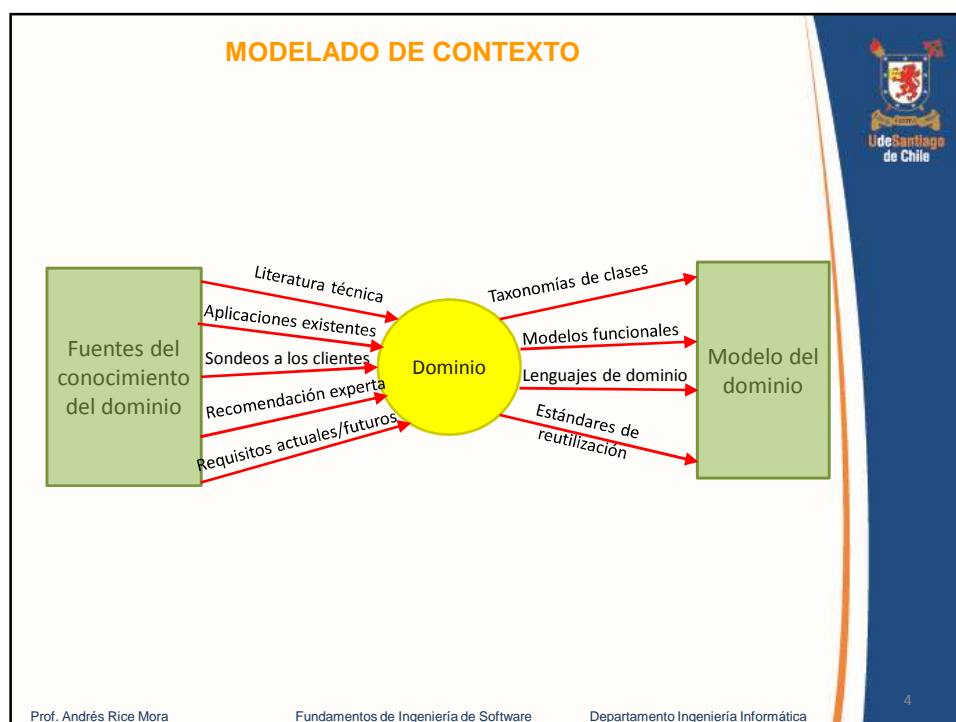 MODELADO DE CONTEXTO
UdeSantiago
de Chile
Fuentes del
conocimiento
del dominio
Literatura técnica
Aplicaciones existentes
Sondeos a los clientes
Recomendación experta
Requisitos actuales/futuros
Dominio
Taxonomías de clases
Modelos funcionales
Lenguajes de dominio
Estándares de
reutilización
Modelo del
dominio
4
Prof. Andrés Rice Mora
Fundamentos de Ingeniería de Software
Departamento Ingeniería Informática